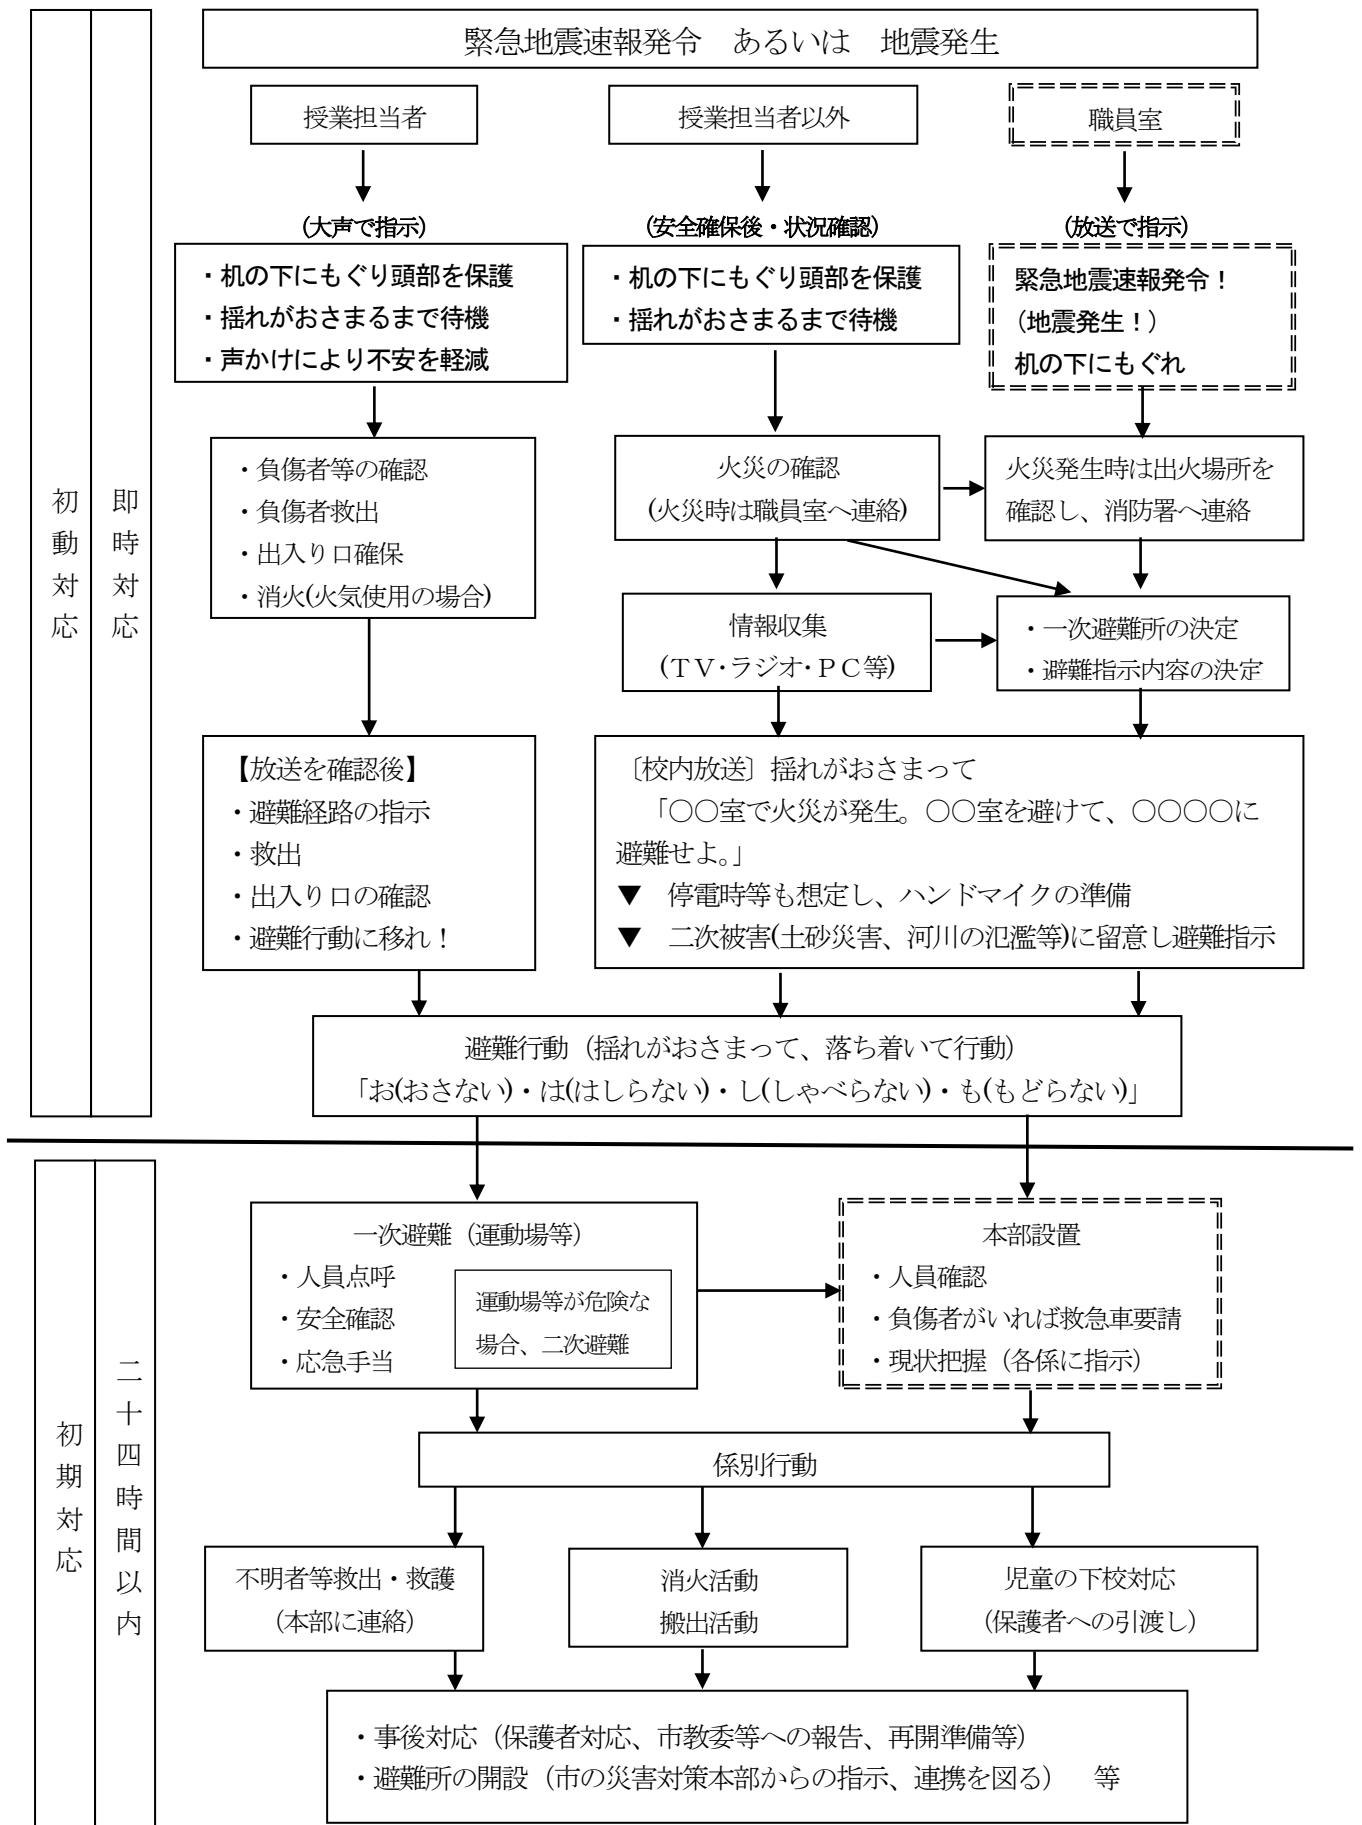 緊急地震速報発令　あるいは　地震発生
授業担当者
授業担当者以外
職員室
(大声で指示)
(安全確保後・状況確認)
(放送で指示)
・机の下にもぐり頭部を保護
・揺れがおさまるまで待機
・声かけにより不安を軽減
・机の下にもぐり頭部を保護
・揺れがおさまるまで待機
緊急地震速報発令！
（地震発生！）
机の下にもぐれ
初動対応
即時対応
・負傷者等の確認
・負傷者救出
・出入り口確保
・消火(火気使用の場合)
火災の確認
(火災時は職員室へ連絡)
火災発生時は出火場所を
確認し、消防署へ連絡
情報収集
(ＴＶ・ラジオ・ＰＣ等)
・一次避難所の決定
・避難指示内容の決定
【放送を確認後】
・避難経路の指示
・救出
・出入り口の確認
・避難行動に移れ！
〔校内放送〕揺れがおさまって
「〇〇室で火災が発生。〇〇室を避けて、〇〇〇〇に
避難せよ。」
▼　停電時等も想定し、ハンドマイクの準備
▼　二次被害(土砂災害、河川の氾濫等)に留意し避難指示
避難行動（揺れがおさまって、落ち着いて行動）
「お(おさない)・は(はしらない)・し(しゃべらない)・も(もどらない)」
初期対応
二十四時間以内
一次避難（運動場等）
・人員点呼
・安全確認
・応急手当
運動場等が危険な
場合、二次避難
本部設置
・人員確認
・負傷者がいれば救急車要請
・現状把握（各係に指示）
係別行動
不明者等救出・救護
（本部に連絡）
消火活動
搬出活動
児童の下校対応
（保護者への引渡し）
・事後対応（保護者対応、市教委等への報告、再開準備等）
・避難所の開設（市の災害対策本部からの指示、連携を図る）　等